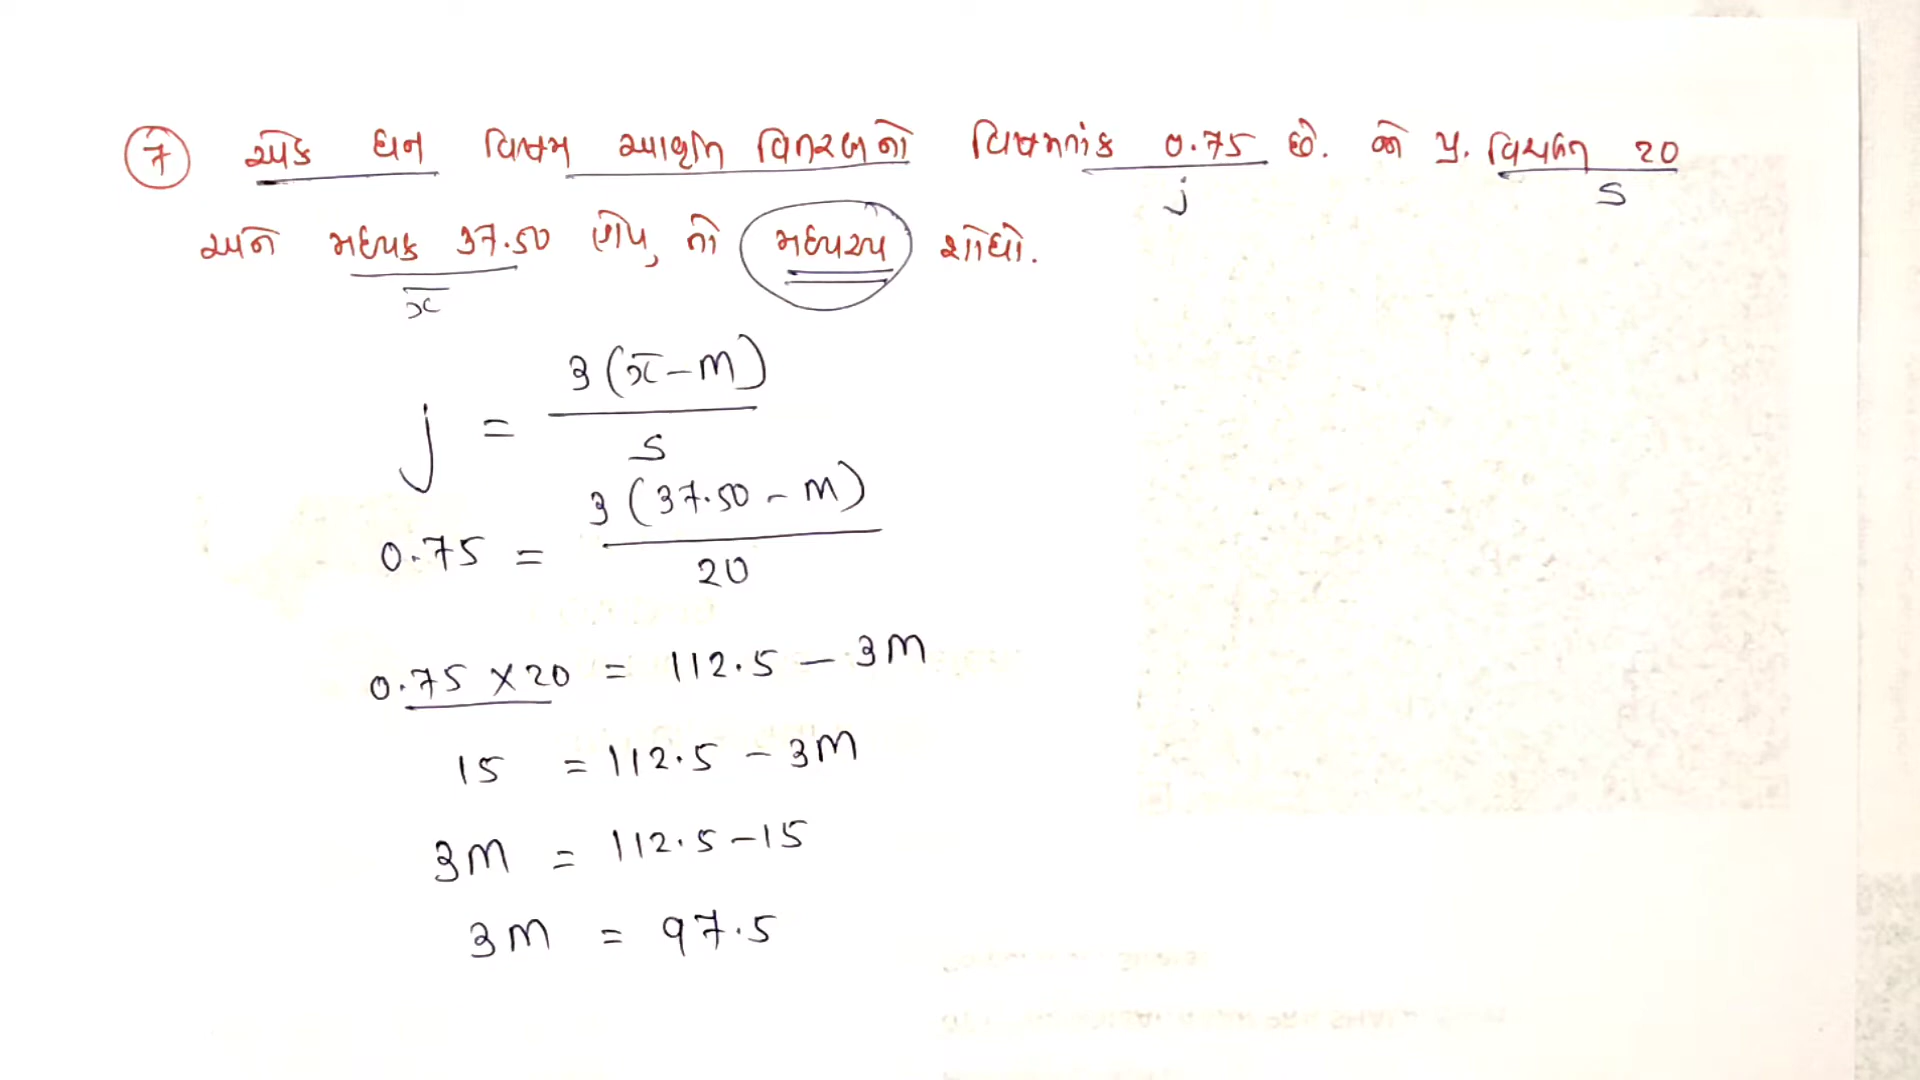 7 એક ધન વિષમ આવૃત્તિ વિતરણનો વિષમતાંક 0.75 છે. જો પ્ર. વિચલન 20
j S
અને મધ્યક 37.50 હોય, તો મધ્યસ્થ શોધો.
x̄
j = 3(x̄ - M) / S
0.75 = 3(37.50 - M) / 20
0.75 × 20 = 112.5 - 3M
15 = 112.5 - 3M
3M = 112.5 - 15
3M = 97.5